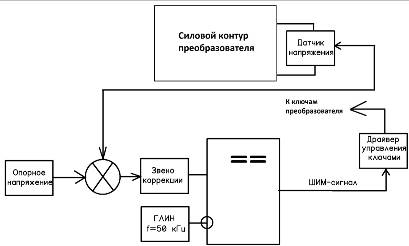 Силовой контур
преобразователя
Датчик
напряжения
К ключам
преобразователя
Драйвер
управления
ключами
Опорное
напряжение
Звено
коррекции
==
ШИМ-сигнал
ГЛИН
f=50 кГц